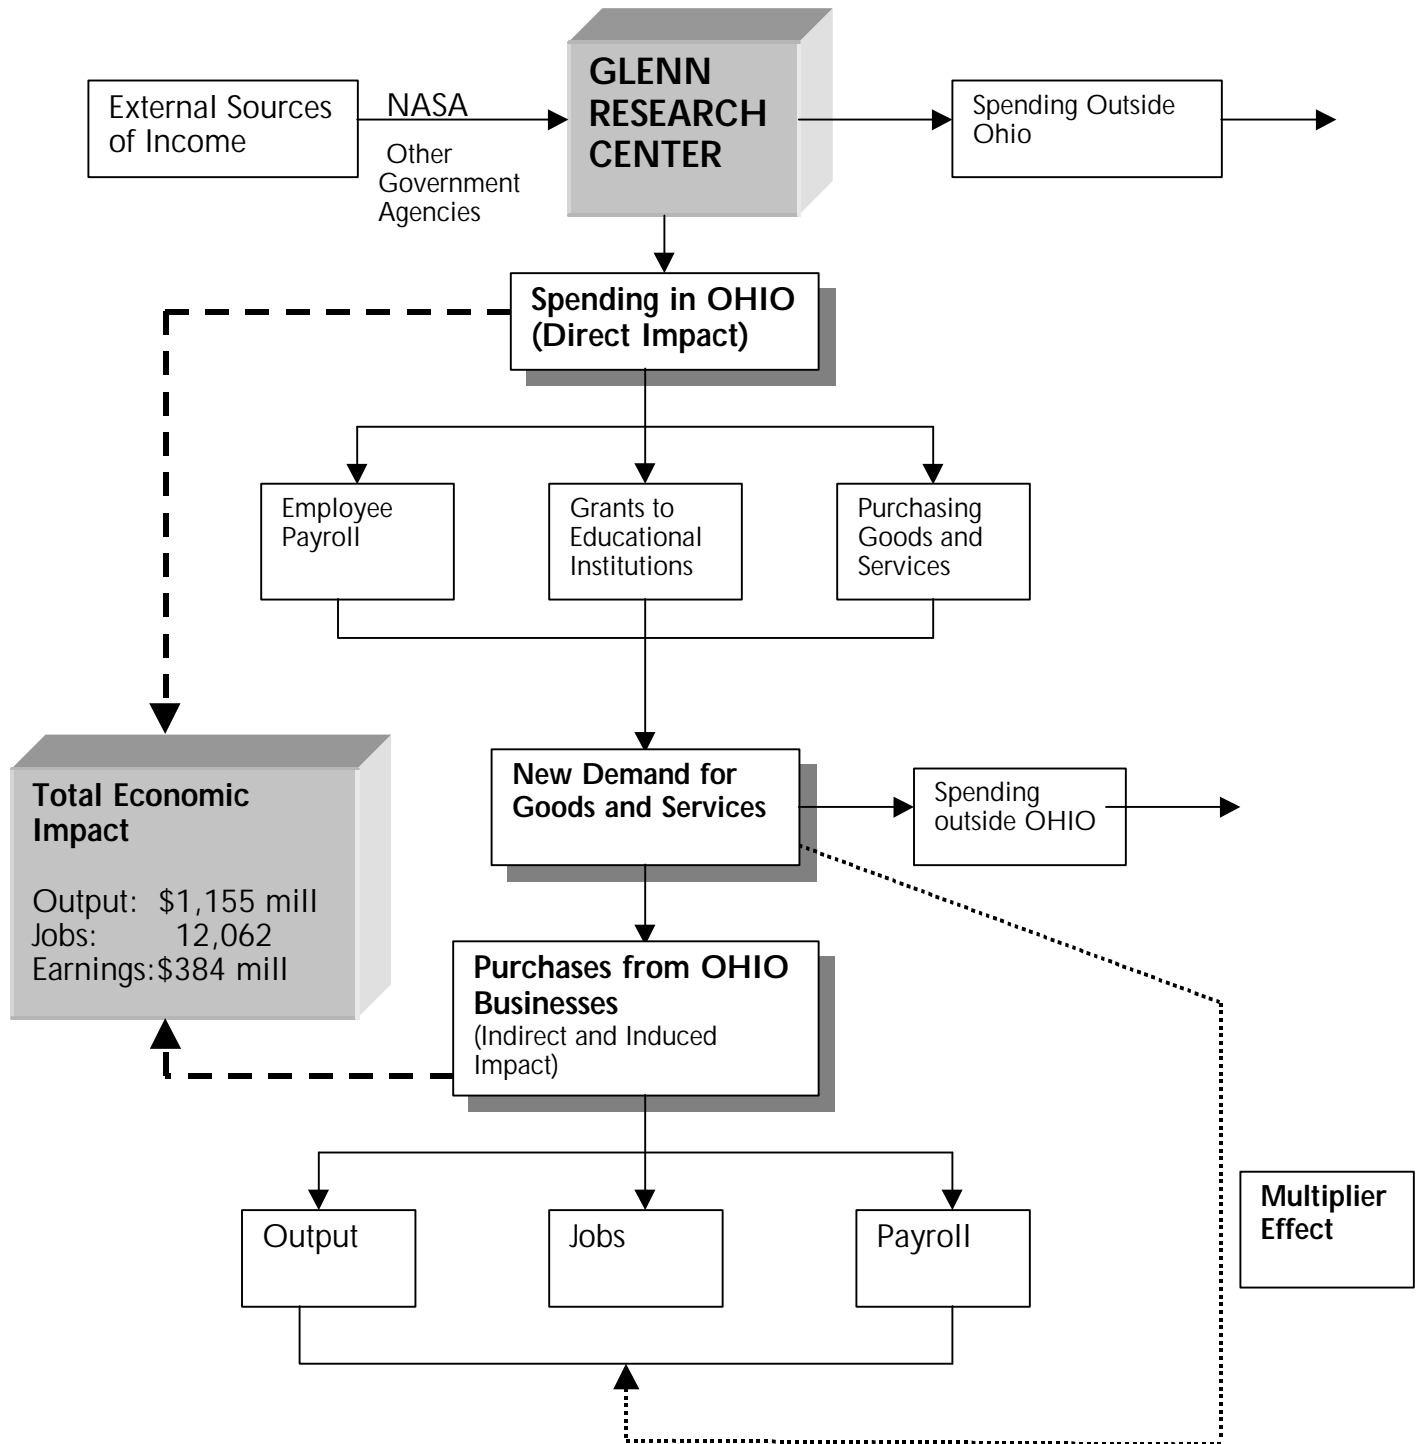 External Sources
of Income
NASA
Other
Government
Agencies
GLENN
RESEARCH
CENTER
Spending Outside
Ohio
Spending in OHIO
(Direct Impact)
Employee
Payroll
Grants to
Educational
Institutions
Purchasing
Goods and
Services
Total Economic
Impact
Output: $1,155 mill
Jobs: 12,062
Earnings:$384 mill
New Demand for
Goods and Services
Spending
outside OHIO
Purchases from OHIO
Businesses
(Indirect and Induced
Impact)
Output
Jobs
Payroll
Multiplier
Effect